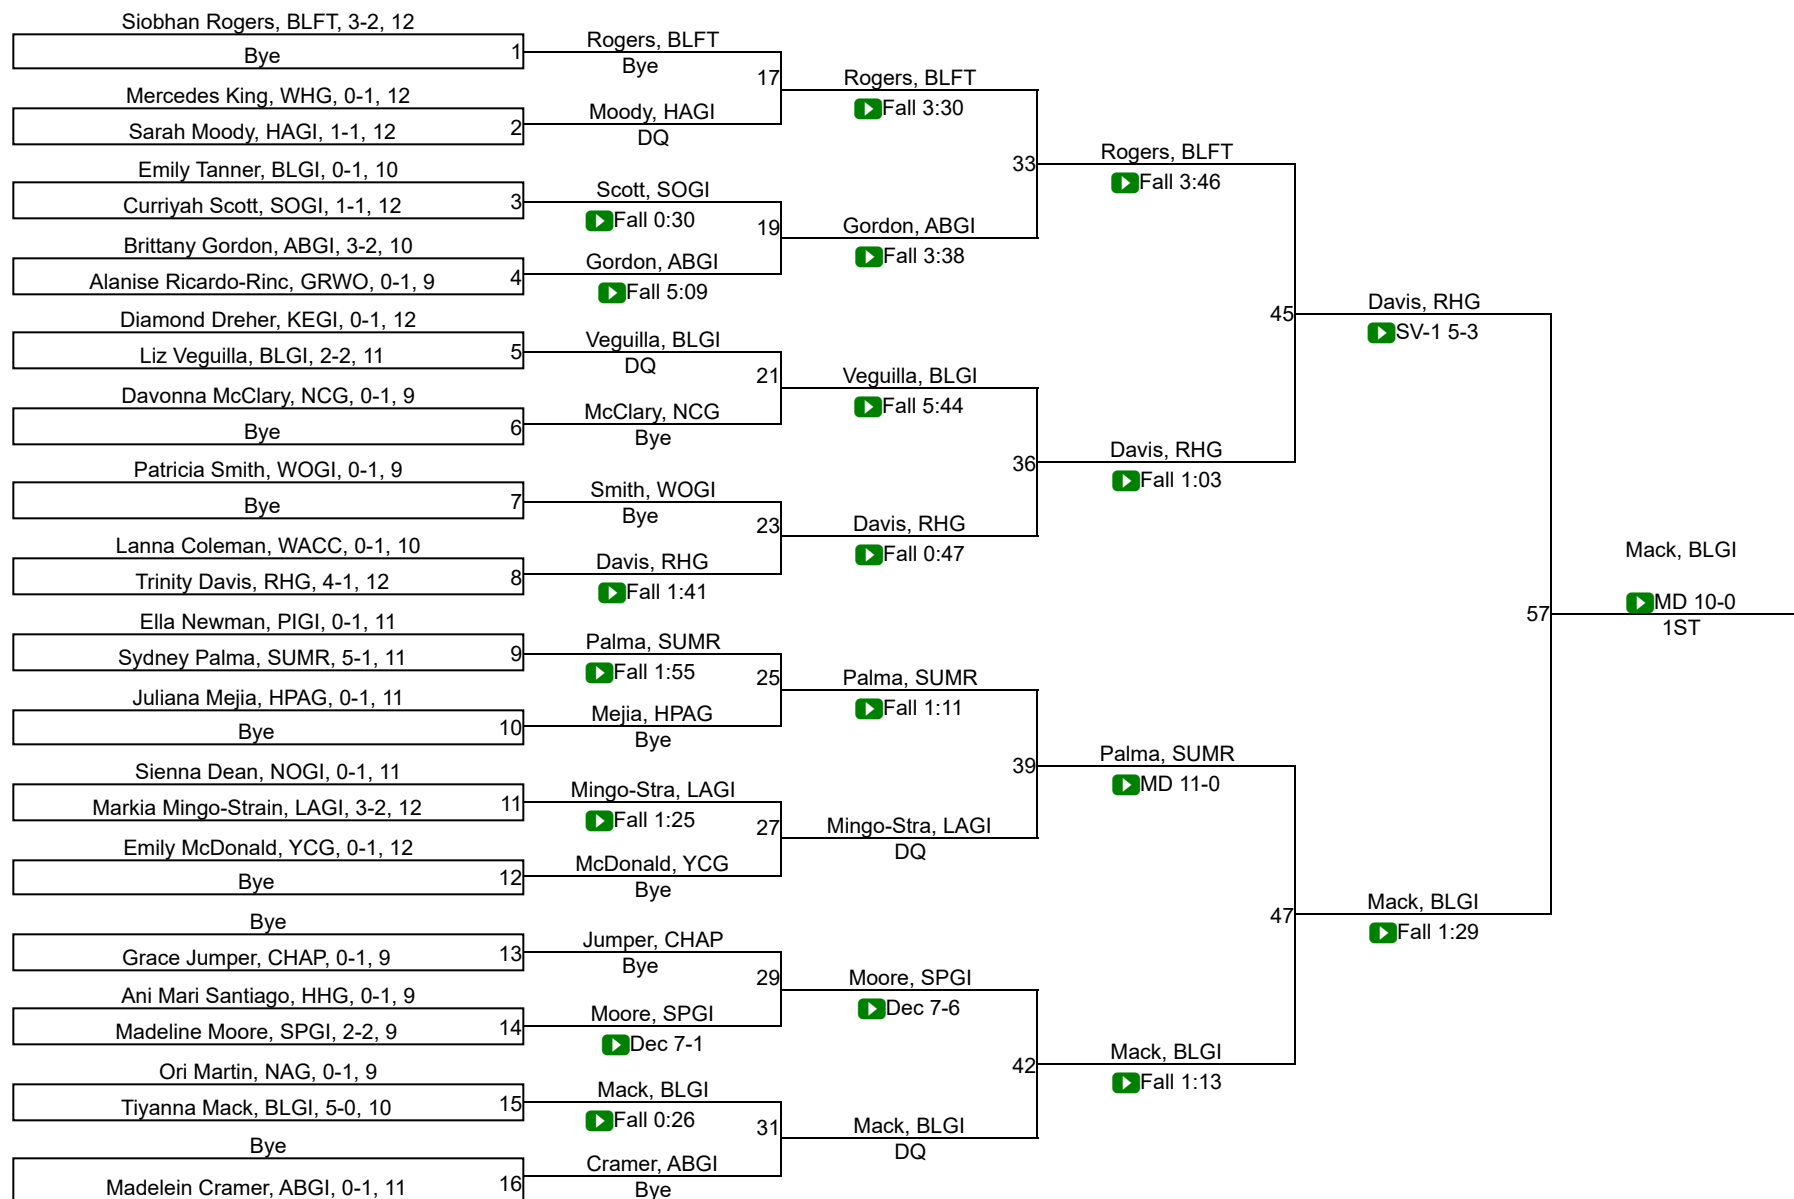 Siobhan Rogers, BLFT, 3-2, 12
Bye
1
Mercedes King, WHG, 0-1, 12
Sarah Moody, HAGI, 1-1, 12
2
Emily Tanner, BLGI, 0-1, 10
Curriyah Scott, SOGI, 1-1, 12
3
Brittany Gordon, ABGI, 3-2, 10
Alanise Ricardo-Rinc, GRWO, 0-1, 9
4
Diamond Dreher, KEGI, 0-1, 12
Liz Veguilla, BLGI, 2-2, 11
5
Davonna McClary, NCG, 0-1, 9
Bye
6
Patricia Smith, WOGI, 0-1, 9
Bye
7
Lanna Coleman, WACC, 0-1, 10
Trinity Davis, RHG, 4-1, 12
8
Ella Newman, PIGI, 0-1, 11
Sydney Palma, SUMR, 5-1, 11
9
Juliana Mejia, HPAG, 0-1, 11
Bye
10
Sienna Dean, NOGI, 0-1, 11
Markia Mingo-Strain, LAGI, 3-2, 12
11
Emily McDonald, YCG, 0-1, 12
Bye
12
Bye
Grace Jumper, CHAP, 0-1, 9
13
Ani Mari Santiago, HHG, 0-1, 9
Madeline Moore, SPGI, 2-2, 9
14
Ori Martin, NAG, 0-1, 9
Tiyanna Mack, BLGI, 5-0, 10
15
Bye
Madelein Cramer, ABGI, 0-1, 11
16
Rogers, BLFT
Bye
17
Moody, HAGI
DQ
Scott, SOGI
Fall 0:30
19
Gordon, ABGI
Fall 5:09
Veguilla, BLGI
DQ
21
McClary, NCG
Bye
Smith, WOGI
Bye
23
Davis, RHG
Fall 1:41
Palma, SUMR
Fall 1:55
25
Mejia, HPAG
Bye
Mingo-Stra, LAGI
Fall 1:25
27
McDonald, YCG
Bye
Jumper, CHAP
Bye
29
Moore, SPGI
Dec 7-1
Mack, BLGI
Fall 0:26
31
Cramer, ABGI
Bye
Rogers, BLFT
Fall 3:30
33
Gordon, ABGI
Fall 3:38
Veguilla, BLGI
Fall 5:44
36
Davis, RHG
Fall 0:47
Palma, SUMR
Fall 1:11
39
Mingo-Stra, LAGI
DQ
Moore, SPGI
Dec 7-6
42
Mack, BLGI
DQ
Rogers, BLFT
Fall 3:46
45
Davis, RHG
Fall 1:03
Palma, SUMR
MD 11-0
47
Mack, BLGI
Fall 1:13
Davis, RHG
SV-1 5-3
57
Mack, BLGI
Fall 1:29
Mack, BLGI
MD 10-0
1ST